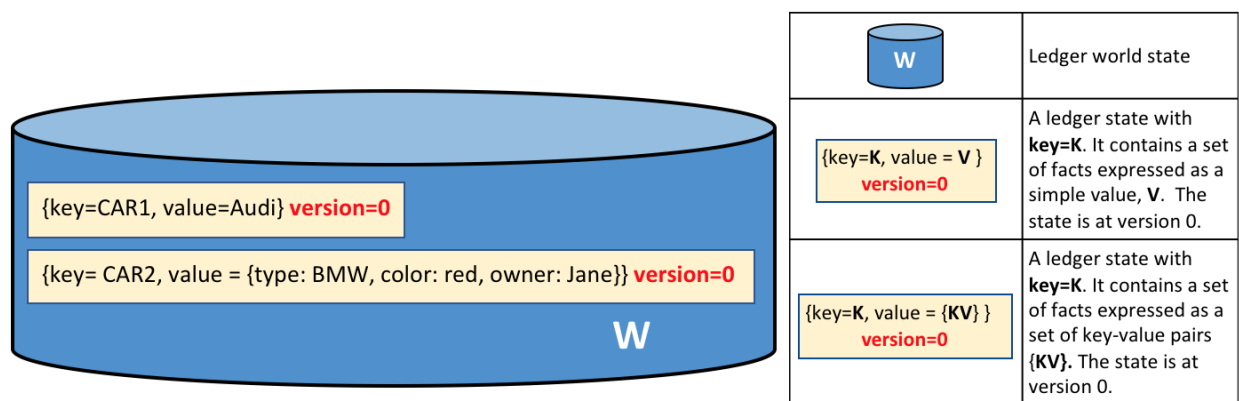 {key=CAR1, value=Audi} version=0
{key= CAR2, value = {type: BMW, color: red, owner: Jane}} version=0
W
W
Ledger world state
{key=K, value = V }
version=0
A ledger state with
key=K. It contains a set
of facts expressed as a
simple value, V. The
state is at version 0.
{key=K, value = {KV} }
version=0
A ledger state with
key=K. It contains a set
of facts expressed as a
set of key-value pairs
{KV}. The state is at
version 0.